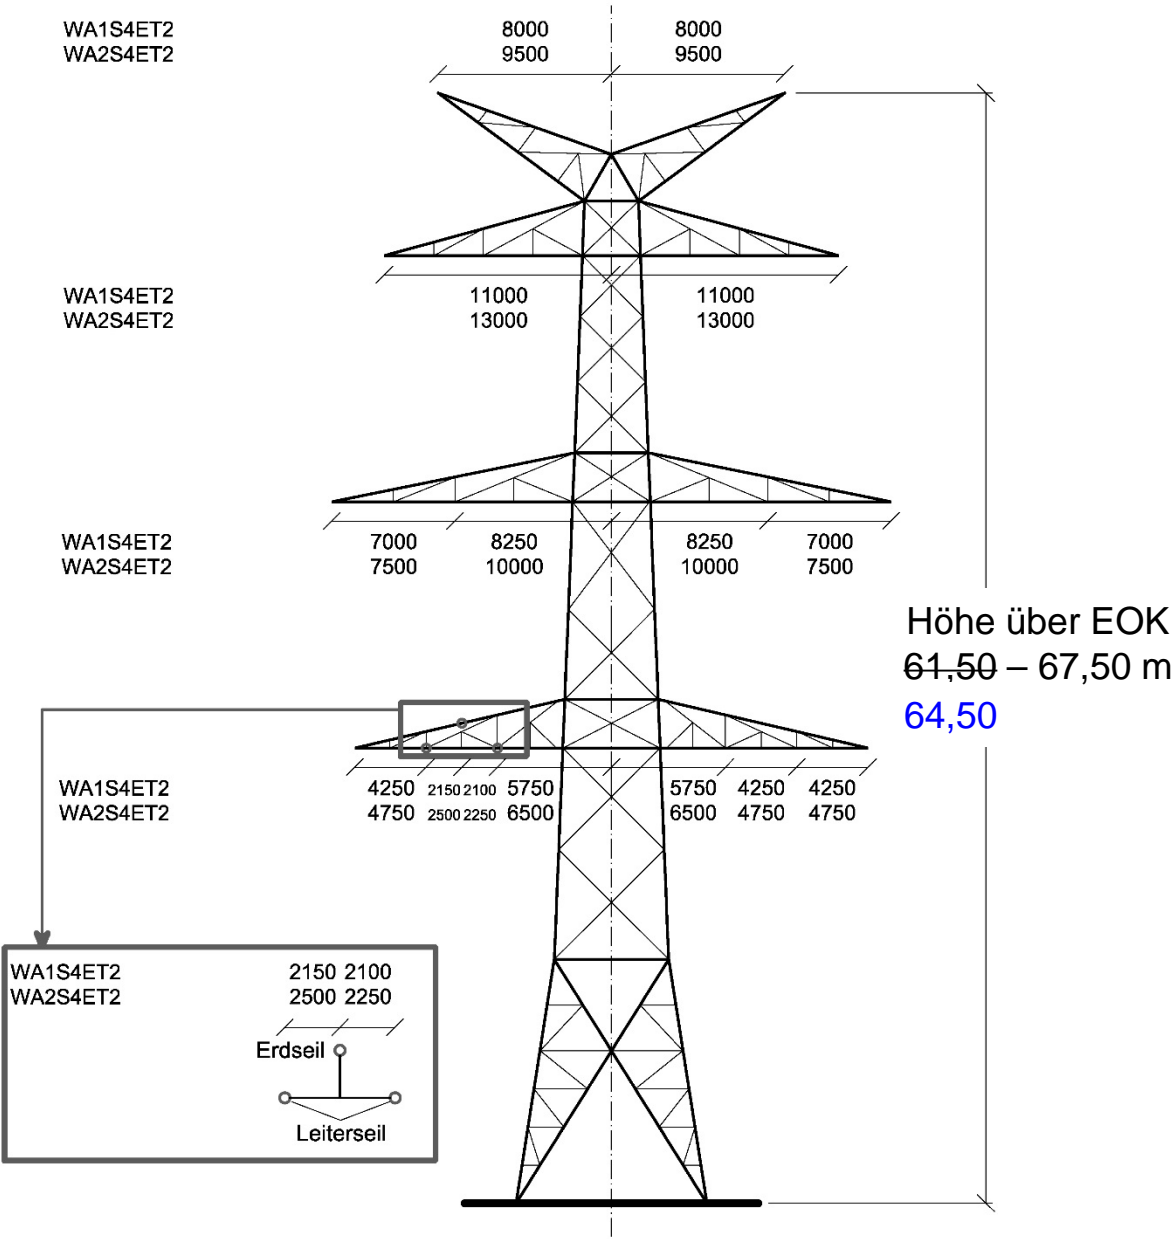 WA1S4ET2 8000 8000
WA2S4ET2 9500 9500
WA1S4ET2 11000 11000
WA2S4ET2 13000 13000
WA1S4ET2 7000 8250 8250 7000
WA2S4ET2 7500 10000 10000 7500
Höhe über EOK
61,50 – 67,50 m
64,50
WA1S4ET2 4250 2150 2100 5750 5750 4250 4250
WA2S4ET2 4750 2500 2250 6500 6500 4750 4750
WA1S4ET2 2150 2100
WA2S4ET2 2500 2250
Erdseil
Leiterseil